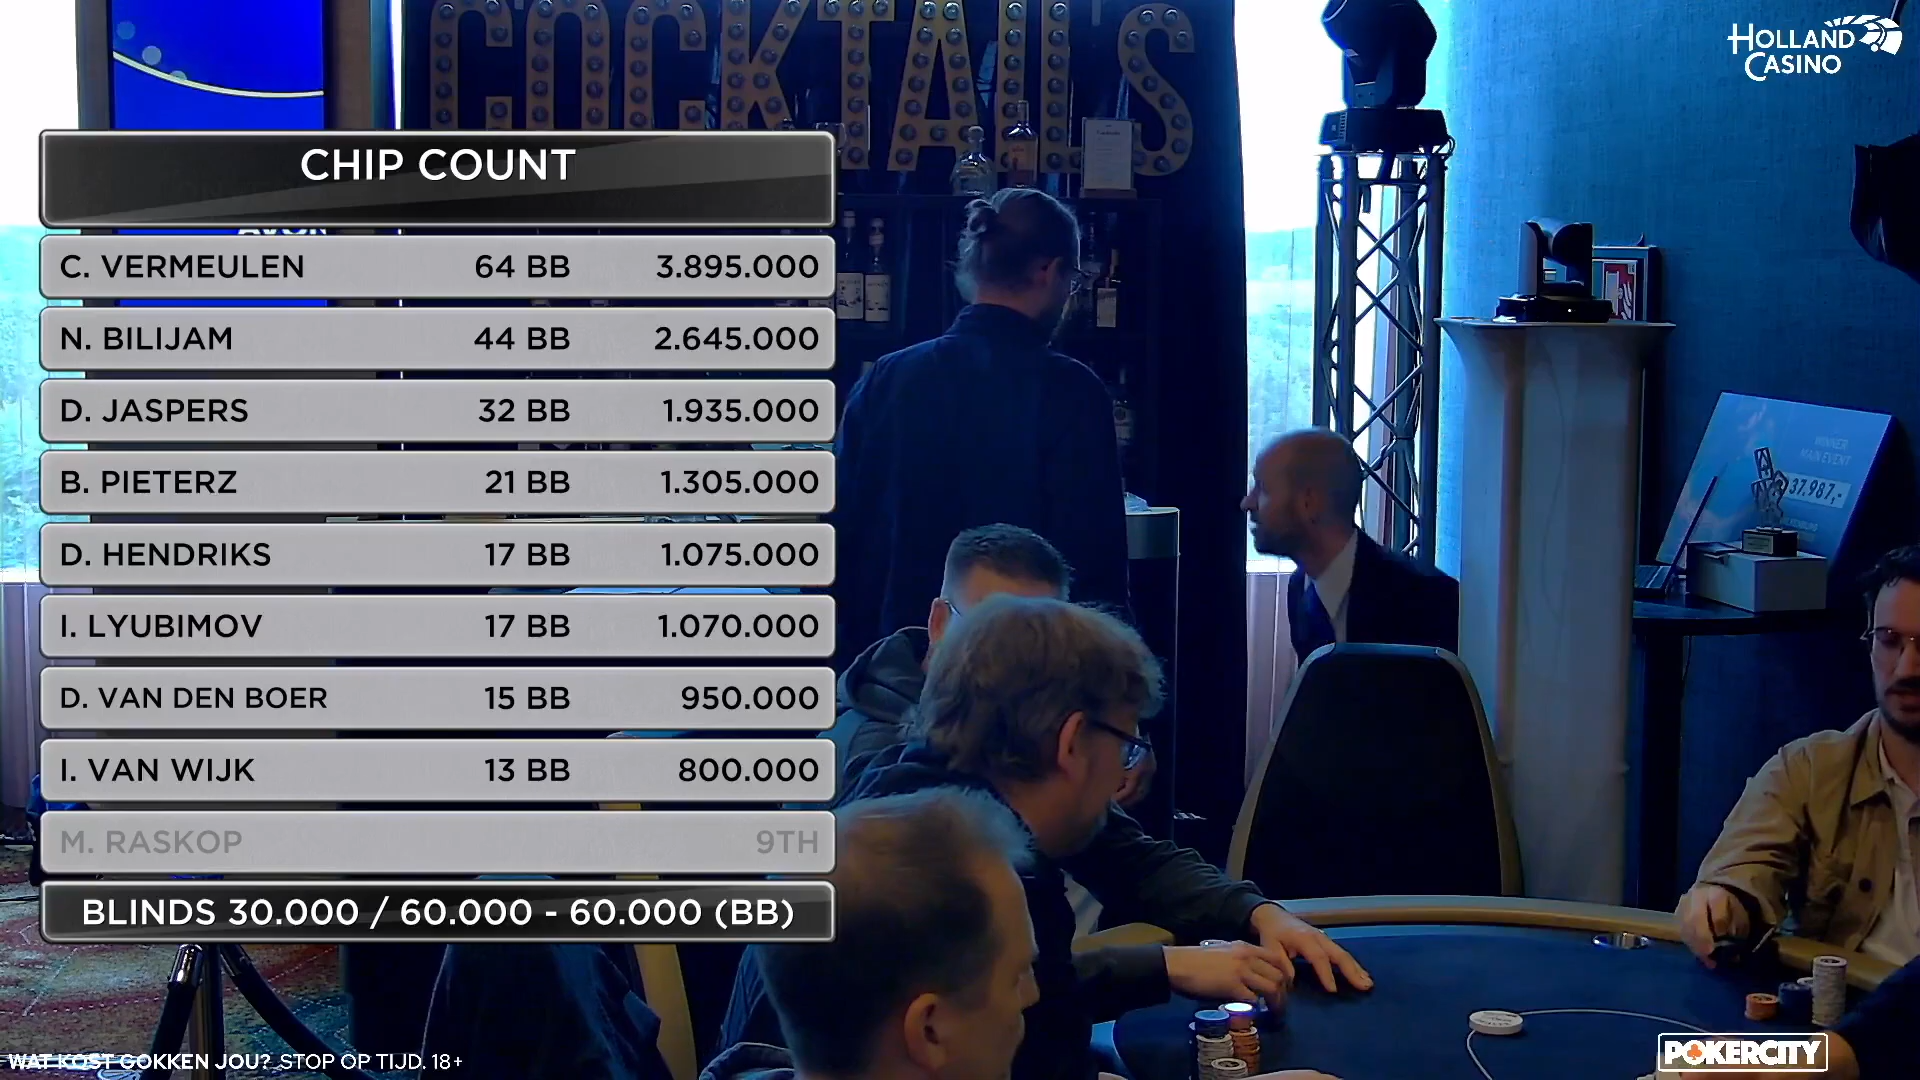 COCKTAILS
HOLLAND
CASINO
CHIP COUNT
C. VERMEULEN 64 BB 3.895.000
N. BILIJAM 44 BB 2.645.000
D. JASPERS 32 BB 1.935.000
B. PIETERZ 21 BB 1.305.000
D. HENDRIKS 17 BB 1.075.000
I. LYUBIMOV 17 BB 1.070.000
D. VAN DEN BOER 15 BB 950.000
I. VAN WIJK 13 BB 800.000
M. RASKOP 9TH
BLINDS 30.000 / 60.000 - 60.000 (BB)
WINNER
MAIN EVENT
37.987,-
WAT KOST GOKKEN JOU? STOP OP TIJD. 18+
POKERCITY